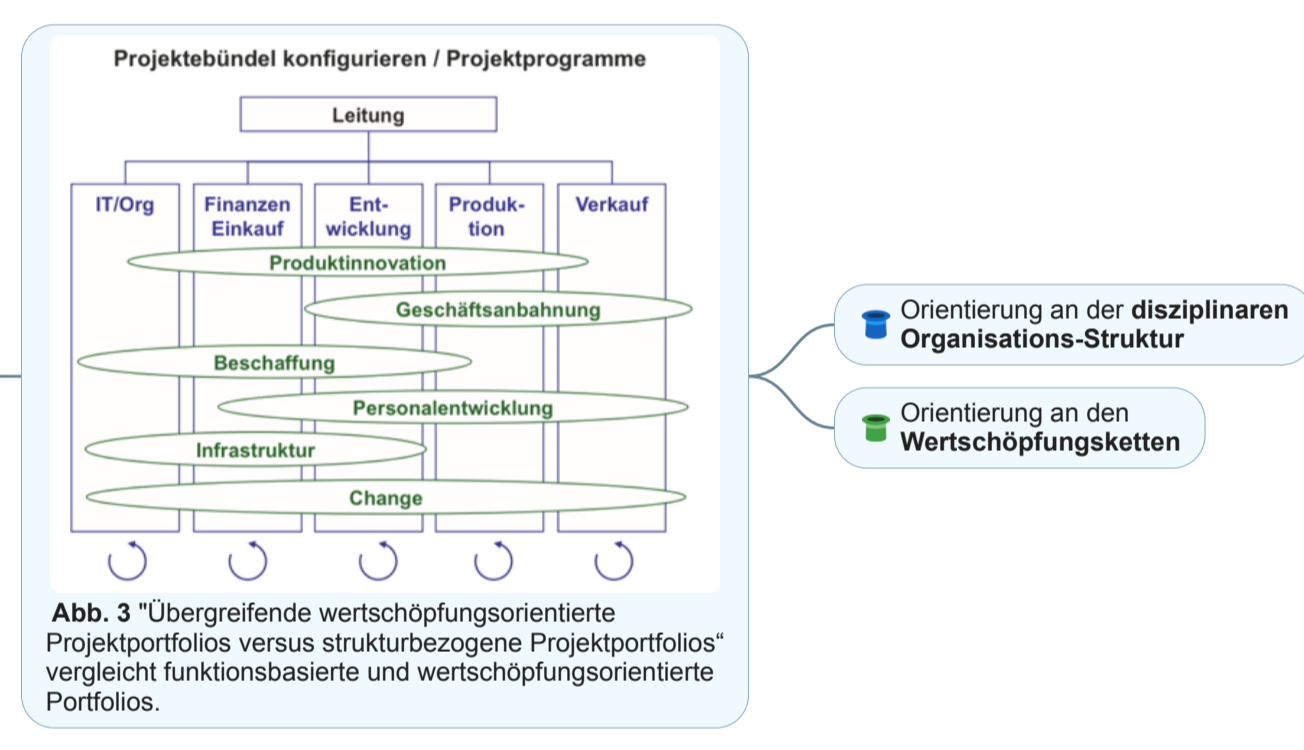 Projektebündel konfigurieren / Projektprogramme
Leitung
IT/Org
Finanzen
Einkauf
Ent-
wicklung
Produk-
tion
Verkauf
Produktinnovation
Geschäftsanbahnung
Beschaffung
Personalentwicklung
Infrastruktur
Change
Abb. 3 "Übergreifende wertschöpfungsorientierte
Projektportfolios versus strukturbezogene Projektportfolios“
vergleicht funktionsbasierte und wertschöpfungsorientierte
Portfolios.
Orientierung an der disziplinaren
Organisations-Struktur
Orientierung an den
Wertschöpfungsketten